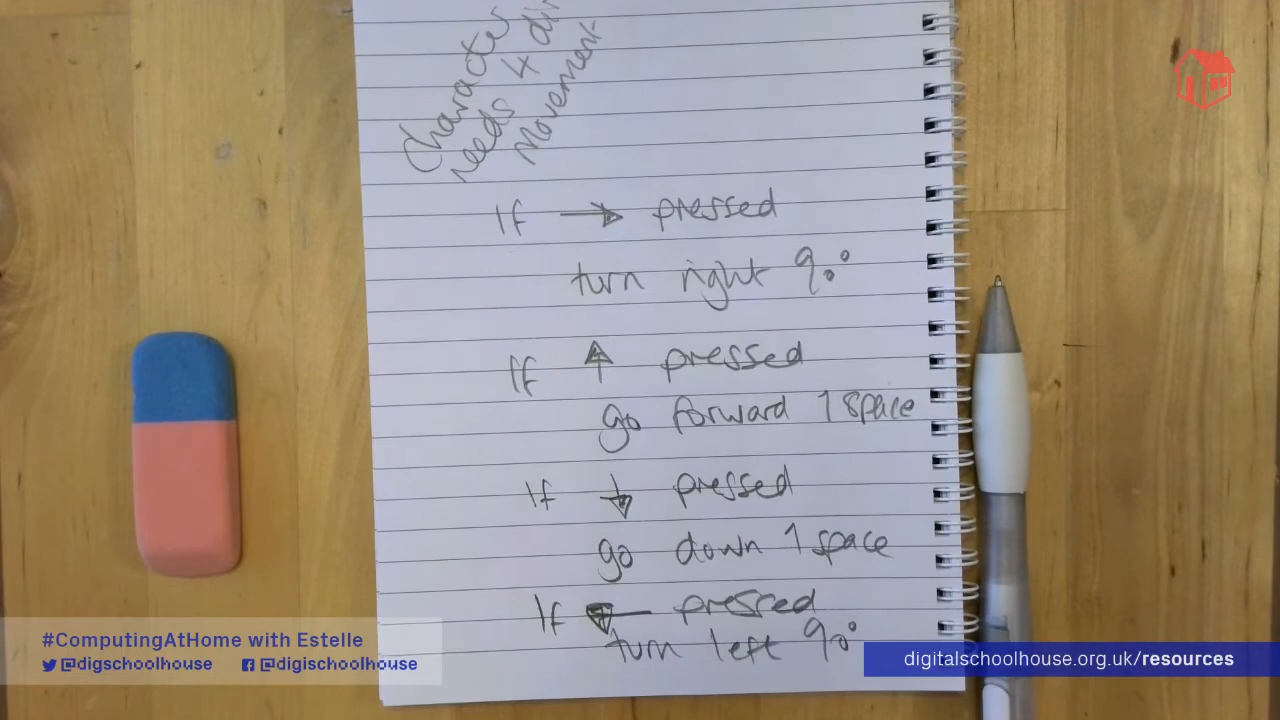 Character
needs 4 di
movement
If → pressed
turn right 90°
If ↑ pressed
go forward 1 space
If ↓ pressed
go down 1 space
If ← pressed
turn left 90°
#ComputingAtHome with Estelle
@digschoolhouse @digischoolhouse
digitalschoolhouse.org.uk/resources